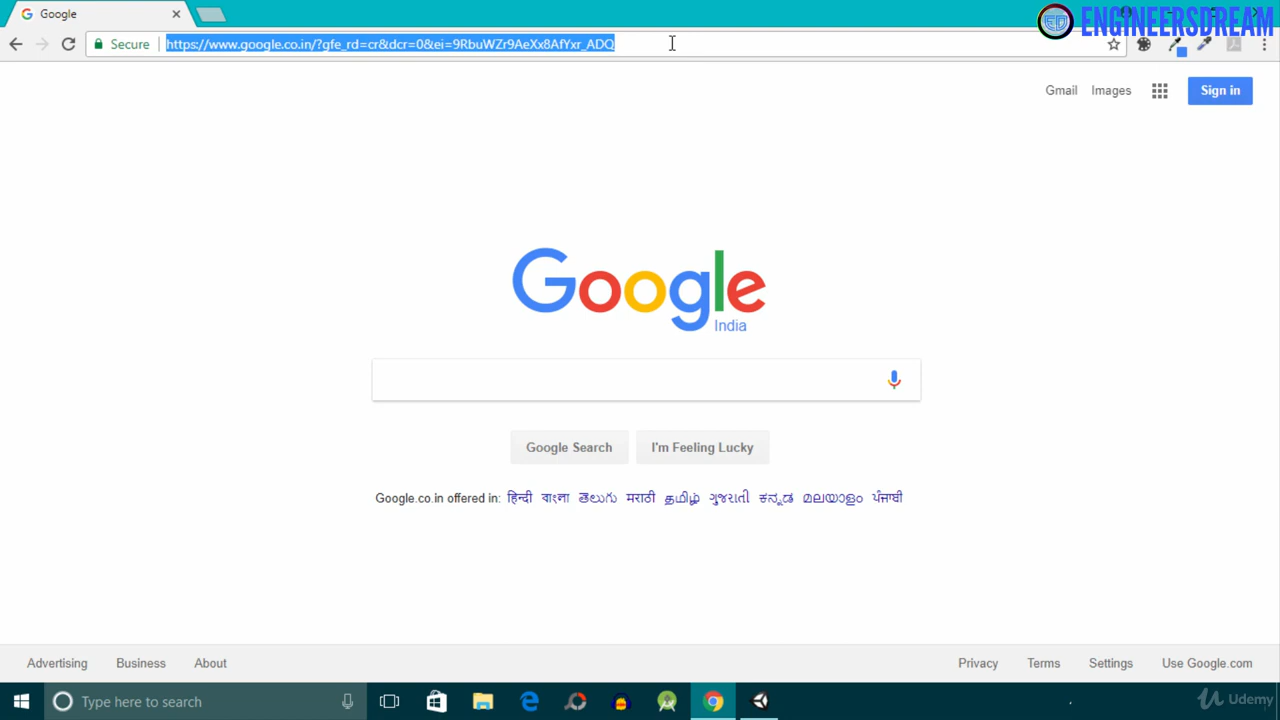 Google
ENGINEERSDREAM
Secure
https://www.google.co.in/?gfe_rd=cr&dcr=0&ei=9RbuWZr9AeXx8AfYxr_ADQ
Gmail Images Sign in
Google
India
Google Search I'm Feeling Lucky
Google.co.in offered in: हिन्दी বাংলা తెలుగు मराठी தமிழ் ગુજરાતી ಕನ್ನಡ മലയാളം ਪੰਜਾਬੀ
Advertising Business About Privacy Terms Settings Use Google.com
Type here to search
Udemy